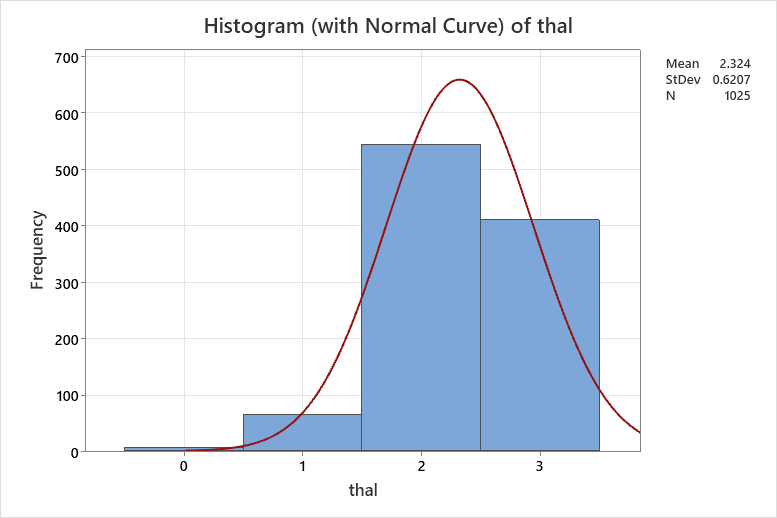 Histogram (with Normal Curve) of thal
Mean 2.324
StDev 0.6207
N 1025
700
600
500
400
300
200
100
0
Frequency
0 1 2 3
thal